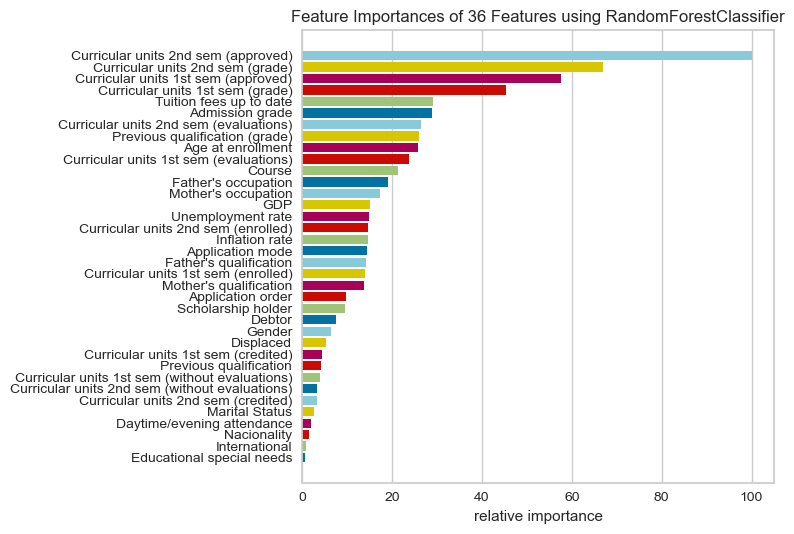 Feature Importances of 36 Features using RandomForestClassifier
Curricular units 2nd sem (approved)
Curricular units 2nd sem (grade)
Curricular units 1st sem (approved)
Curricular units 1st sem (grade)
Tuition fees up to date
Admission grade
Curricular units 2nd sem (evaluations)
Previous qualification (grade)
Age at enrollment
Curricular units 1st sem (evaluations)
Course
Father's occupation
Mother's occupation
GDP
Unemployment rate
Curricular units 2nd sem (enrolled)
Inflation rate
Application mode
Father's qualification
Curricular units 1st sem (enrolled)
Mother's qualification
Application order
Scholarship holder
Debtor
Gender
Displaced
Curricular units 1st sem (credited)
Previous qualification
Curricular units 1st sem (without evaluations)
Curricular units 2nd sem (without evaluations)
Curricular units 2nd sem (credited)
Marital Status
Daytime/evening attendance
Nacionality
International
Educational special needs
0 20 40 60 80 100
relative importance